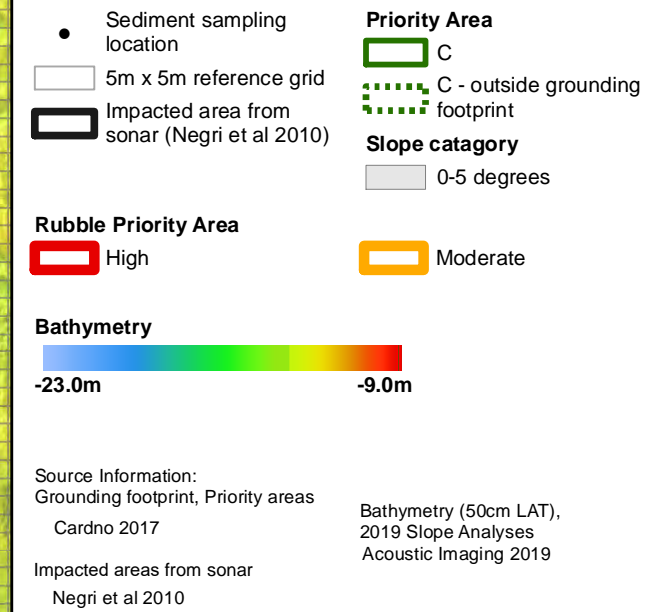 Sediment sampling
location
5m x 5m reference grid
Impacted area from
sonar (Negri et al 2010)
Priority Area
C
C - outside grounding
footprint
Slope catagory
0-5 degrees
Rubble Priority Area
High
Moderate
Bathymetry
-23.0m
-9.0m
Source Information:
Grounding footprint, Priority areas
Cardno 2017
Impacted areas from sonar
Negri et al 2010
Bathymetry (50cm LAT),
2019 Slope Analyses
Acoustic Imaging 2019